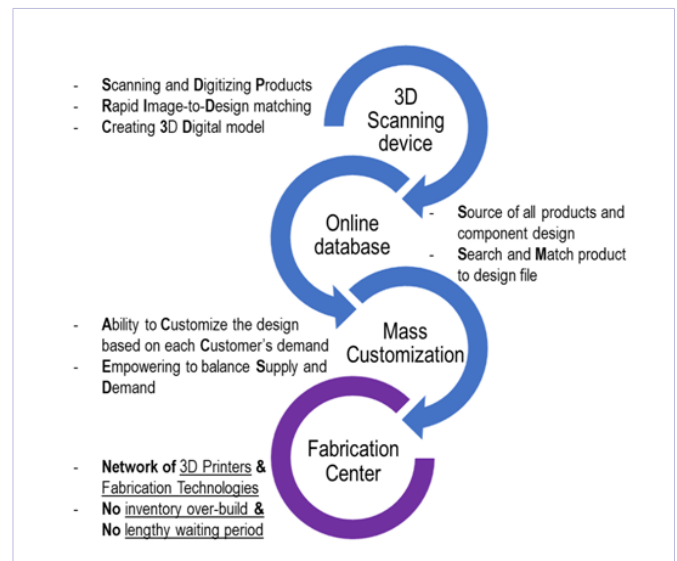 - Scanning and Digitizing Products
- Rapid Image-to-Design matching
- Creating 3D Digital model
3D
Scanning
device
Online
database
- Source of all products and
component design
- Search and Match product
to design file
- Ability to Customize the design
based on each Customer's demand
- Empowering to balance Supply and
Demand
Mass
Customization
Fabrication
Center
- Network of 3D Printers &
Fabrication Technologies
- No inventory over-build &
No lengthy waiting period